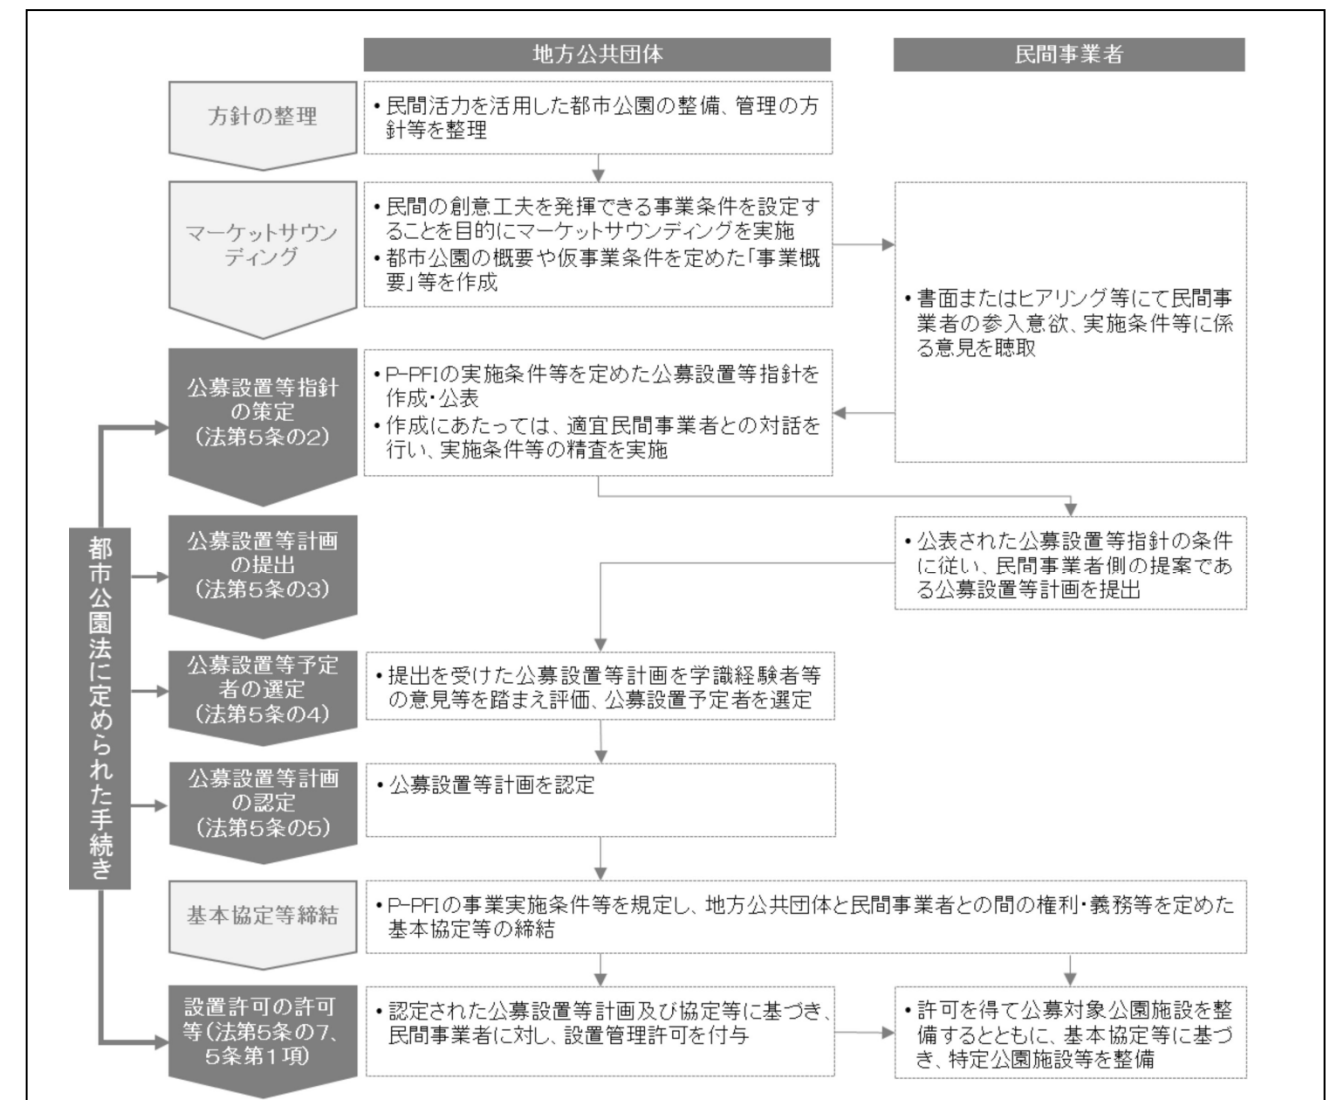 地方公共団体
民間事業者
方針の整理
•民間活力を活用した都市公園の整備、管理の方
針等を整理
マーケットサウン
ディング
•民間の創意工夫を発揮できる事業条件を設定す
ることを目的にマーケットサウンディングを実施
•都市公園の概要や仮事業条件を定めた「事業概
要」等を作成
•書面またはヒアリング等にて民間事
業者の参入意欲、実施条件等に係
る意見を聴取
公募設置等指針
の策定
(法第5条の2)
•P-PFIの実施条件等を定めた公募設置等指針を
作成・公表
•作成にあたっては、適宜民間事業者との対話を
行い、実施条件等の精査を実施
都市公園法に定められた手続き
公募設置等計画
の提出
(法第5条の3)
•公表された公募設置等指針の条件
に従い、民間事業者側の提案であ
る公募設置等計画を提出
公募設置等予定
者の選定
(法第5条の4)
•提出を受けた公募設置等計画を学識経験者等
の意見等を踏まえ評価、公募設置予定者を選定
公募設置等計画
の認定
(法第5条の5)
•公募設置等計画を認定
基本協定等締結
•P-PFIの事業実施条件等を規定し、地方公共団体と民間事業者との間の権利・義務等を定めた
基本協定等の締結
設置許可の許可
等(法第5条の7、
5条第1項)
•認定された公募設置等計画及び協定等に基づき、
民間事業者に対し、設置管理許可を付与
•許可を得て公募対象公園施設を整
備するとともに、基本協定等に基づ
き、特定公園施設等を整備